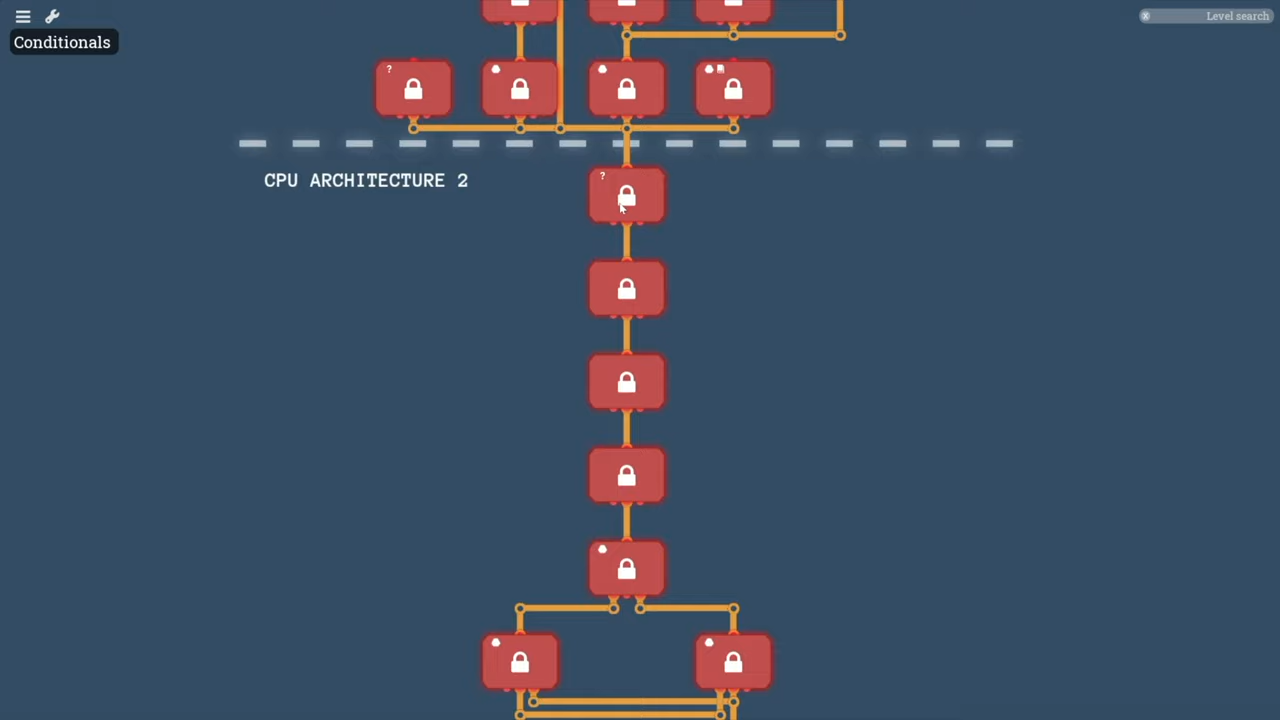 Level search
Conditionals
?
CPU ARCHITECTURE 2
?